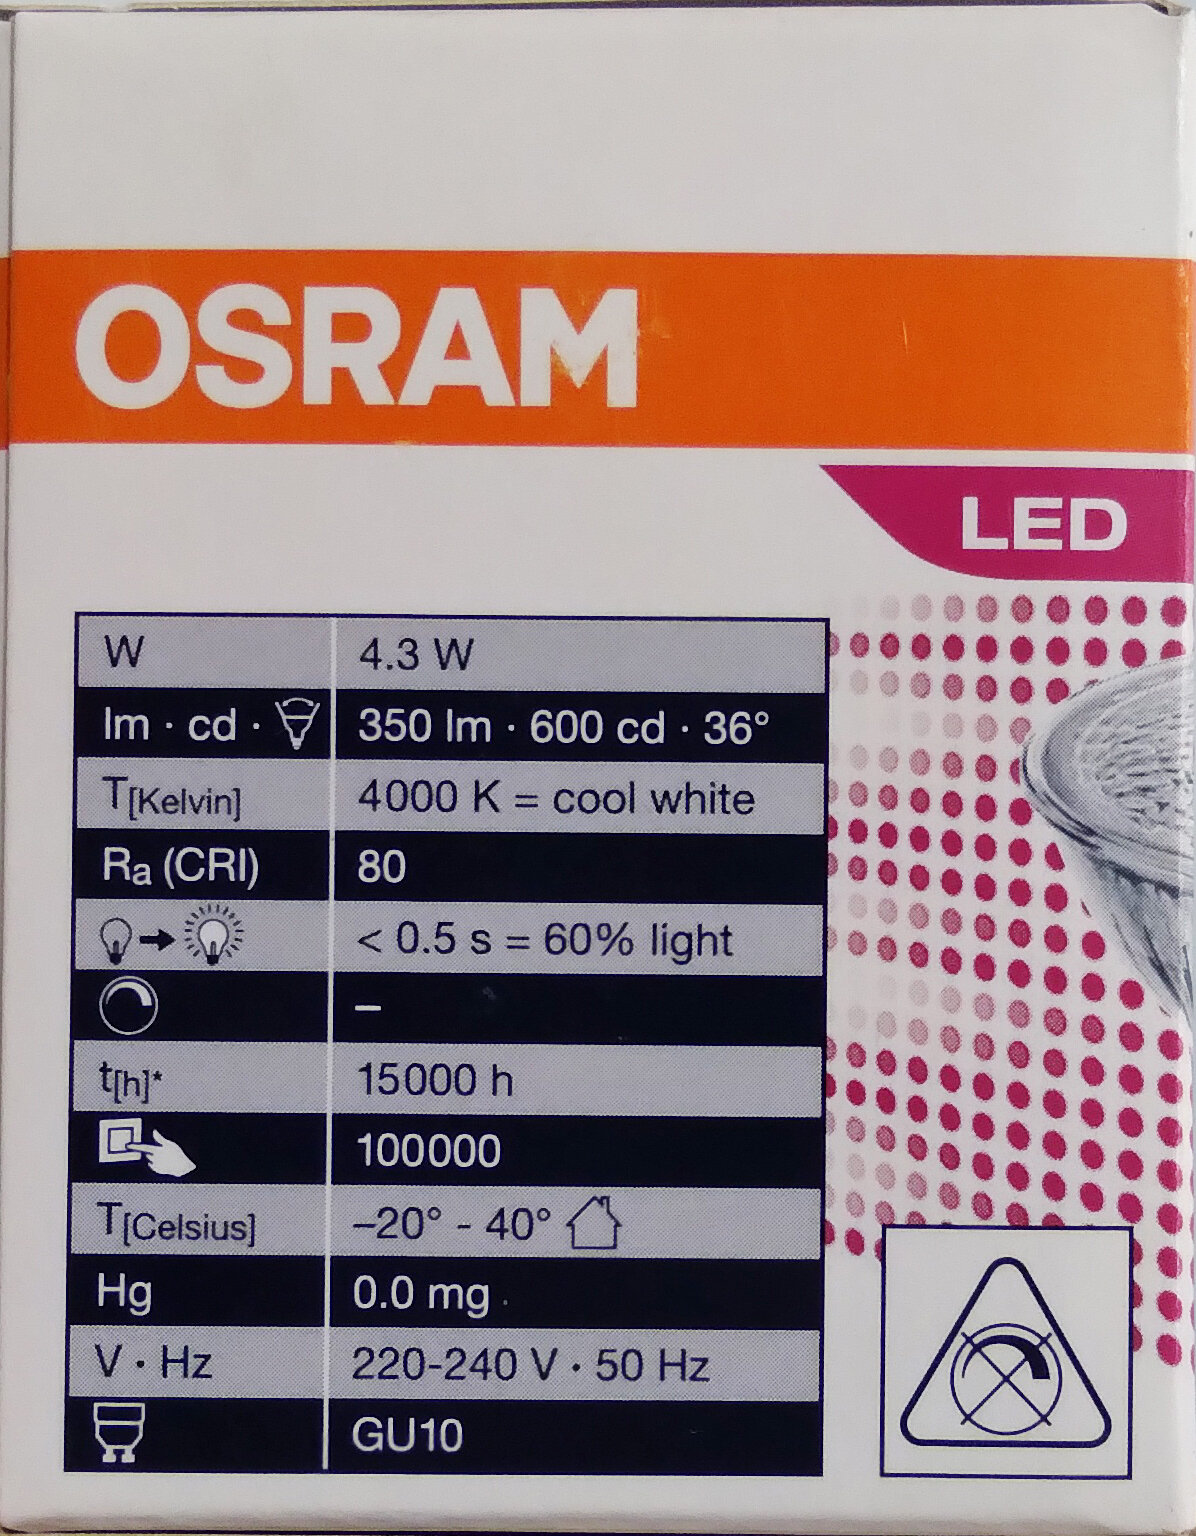 OSRAM
LED
W 4.3 W
lm · cd · 350 lm · 600 cd · 36°
T[Kelvin] 4000 K = cool white
Ra (CRI) 80
< 0.5 s = 60% light
–
t[h]* 15000 h
100000
T[Celsius] –20° - 40°
Hg 0.0 mg
V · Hz 220-240 V · 50 Hz
GU10